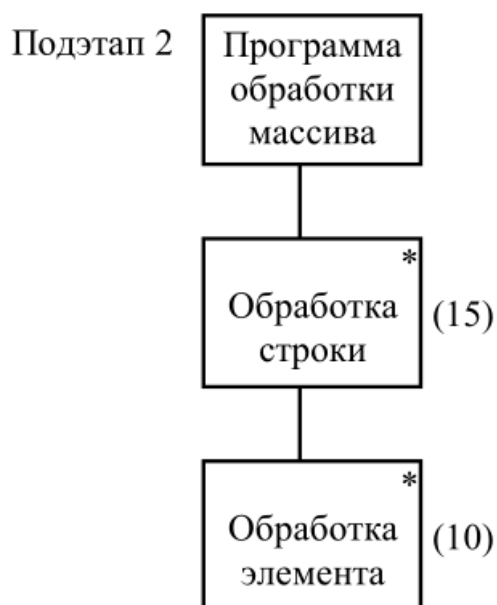 Подэтап 2
Программа
обработки
массива
*
Обработка
строки
(15)
*
Обработка
элемента
(10)